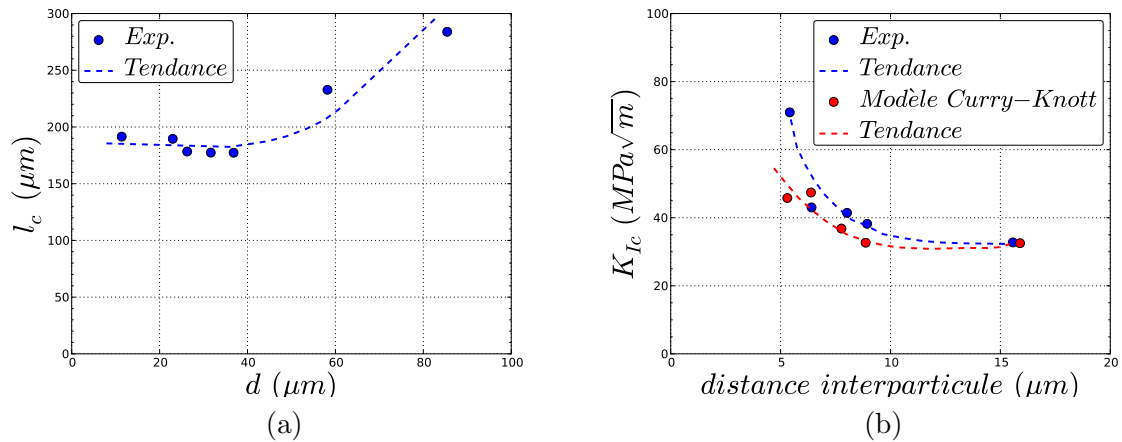 300
250
200
150
100
50
0
0 20 40 60 80 100
l_c (μm)
d (μm)
Exp.
Tendance
(a)
100
80
60
40
20
0
0 5 10 15 20
K_{Ic} (MPa√m)
distance interparticule (μm)
Exp.
Tendance
Modèle Curry−Knott
Tendance
(b)